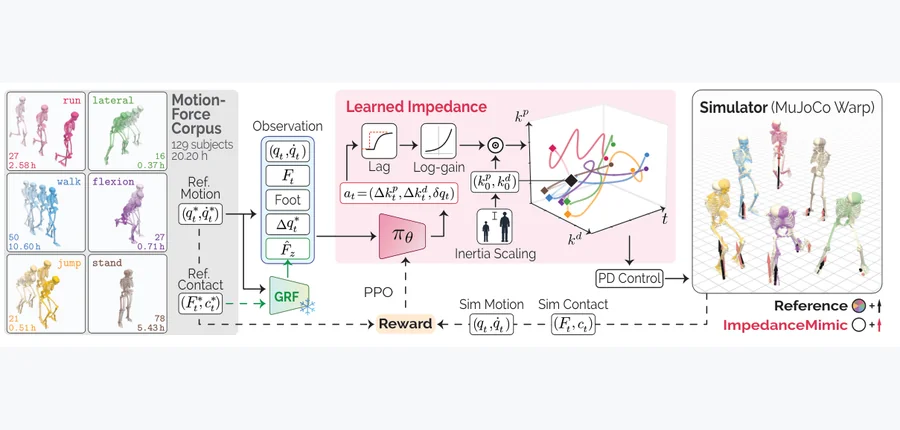 run
27
2.58 h
lateral
16
0.37 h
walk
50
10.60 h
flexion
27
0.71 h
jump
21
0.51 h
stand
78
5.43 h
Motion-
Force
Corpus
129 subjects
20.20 h
Ref.
Motion
(q*t, q̇*t)
Ref.
Contact
(F*t, c*t)
Observation
(qt, q̇t)
Ft
Foot
Δq*t
F̂z
GRF
Learned Impedance
Lag
Log-gain
⊙
at = (Δkᵖt, Δkᵈt, δqt)
(kᵖ0, kᵈ0)
πθ
Inertia Scaling
kᵖ
kᵈ
t
PPO
PD Control
Reward
Sim Motion
(qt, q̇t)
Sim Contact
(Ft, ct)
Simulator (MuJoCo Warp)
Reference
+
ImpedanceMimic
+